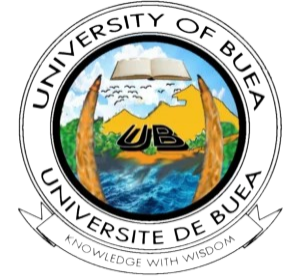 UNIVERSITY OF BUEA
UB
UNIVERSITE DE BUEA
KNOWLEDGE WITH WISDOM